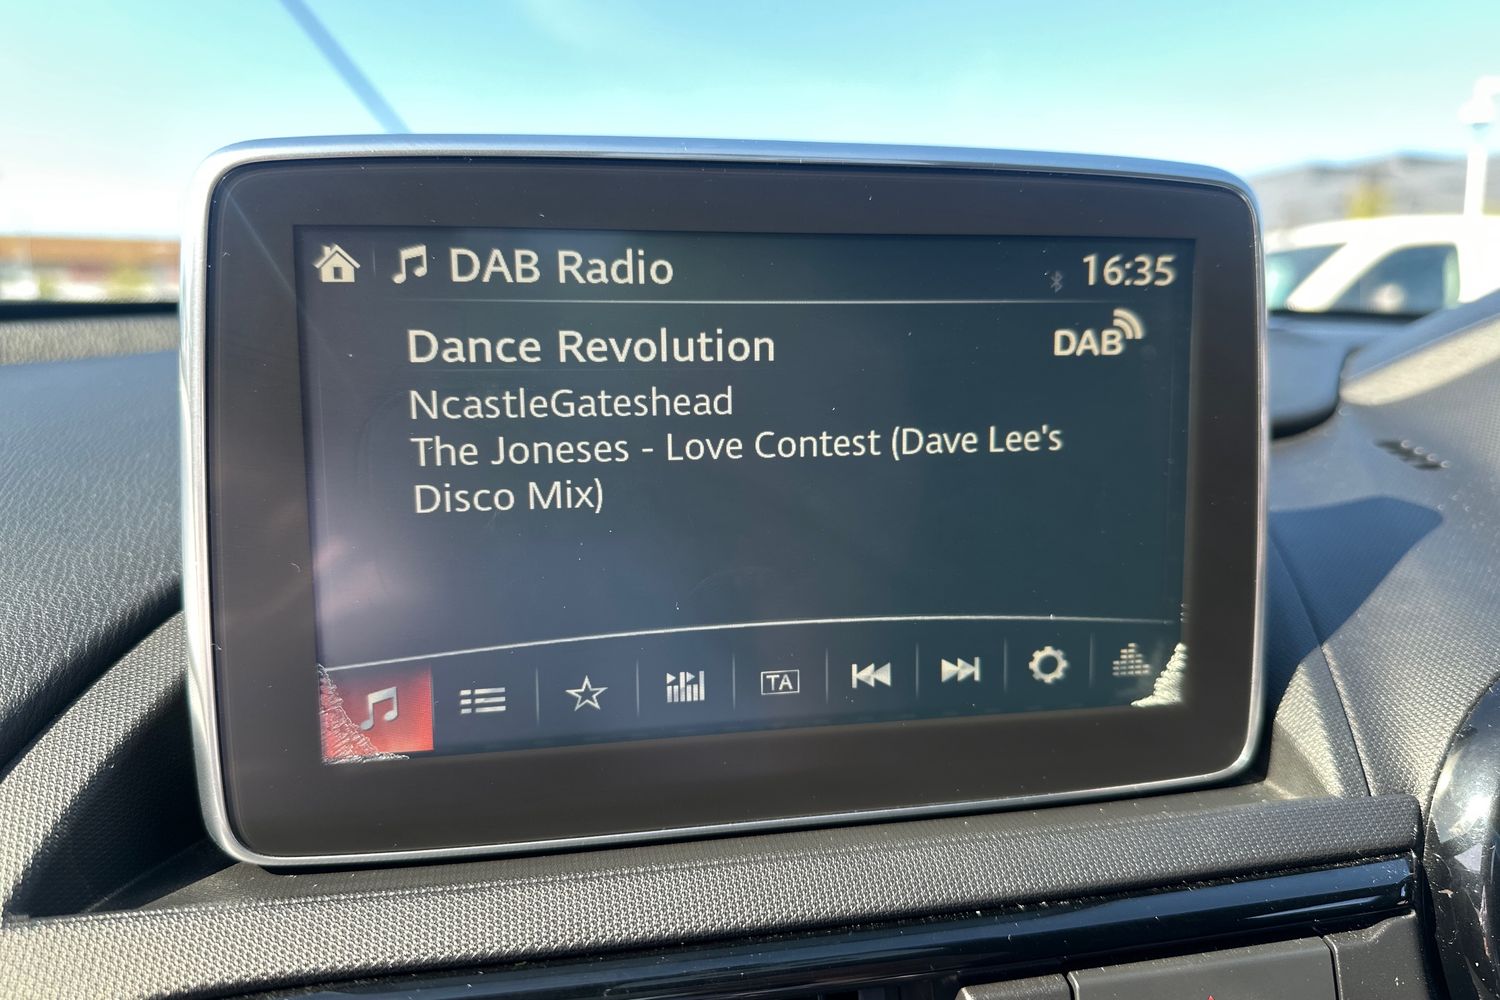 DAB Radio
16:35
Dance Revolution
DAB
NcastleGateshead
The Joneses - Love Contest (Dave Lee's
Disco Mix)
TA